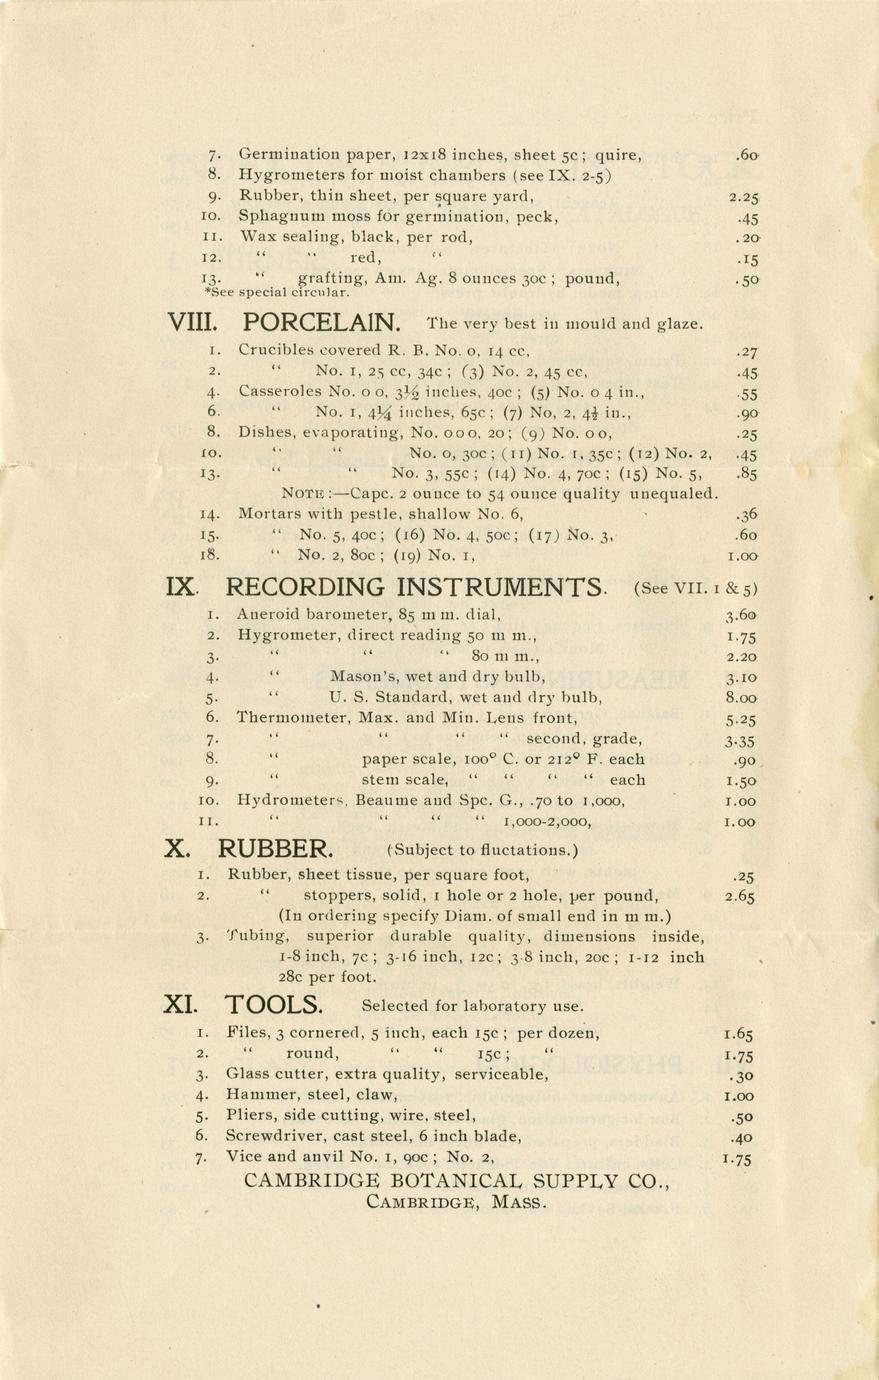 7. Germination paper, 12x18 inches, sheet 5c; quire, .60
8. Hygrometers for moist chambers (see IX. 2-5)
9. Rubber, thin sheet, per square yard, 2.25
10. Sphagnum moss for germination, peck, .45
11. Wax sealing, black, per rod, .20
12. “ “ red, “ .15
13. “ grafting, Am. Ag. 8 ounces 30c; pound, .50
*See special circular.
VIII. PORCELAIN. The very best in mould and glaze.
1. Crucibles covered R. B. No. 0, 14 cc, .27
2. “ No. 1, 25 cc, 34c; (3) No. 2, 45 cc, .45
4. Casseroles No. 0 0, 3½ inches, 40c; (5) No. 0 4 in., .55
6. “ No. 1, 4¼ inches, 65c; (7) No, 2, 4½ in., .90
8. Dishes, evaporating, No. 0 0 0, 20; (9) No. 0 0, .25
10. “ “ No. 0, 30c; (11) No. 1, 35c; (12) No. 2, .45
13. “ “ No. 3, 55c; (14) No. 4, 70c; (15) No. 5, .85
NOTE:—Capc. 2 ounce to 54 ounce quality unequaled.
14. Mortars with pestle, shallow No. 6, .36
15. “ No. 5, 40c; (16) No. 4, 50c; (17) No. 3, .60
18. “ No. 2, 80c; (19) No. 1, 1.00
IX. RECORDING INSTRUMENTS. (See VII. 1 & 5)
1. Aneroid barometer, 85 m m. dial, 3.60
2. Hygrometer, direct reading 50 m m., 1.75
3. “ “ “ 80 m m., 2.20
4. “ Mason's, wet and dry bulb, 3.10
5. “ U. S. Standard, wet and dry bulb, 8.00
6. Thermometer, Max. and Min. Lens front, 5.25
7. “ “ “ “ second, grade, 3.35
8. “ paper scale, 100° C. or 212° F. each .90
9. “ stem scale, “ “ “ “ each 1.50
10. Hydrometers, Beaume and Spc. G., .70 to 1,000, 1.00
11. “ “ “ “ 1,000-2,000, 1.00
X. RUBBER. (Subject to fluctations.)
1. Rubber, sheet tissue, per square foot, .25
2. “ stoppers, solid, 1 hole or 2 hole, per pound, 2.65
(In ordering specify Diam. of small end in m m.)
3. Tubing, superior durable quality, dimensions inside,
1-8 inch, 7c; 3-16 inch, 12c; 3-8 inch, 20c; 1-12 inch
28c per foot.
XI. TOOLS. Selected for laboratory use.
1. Files, 3 cornered, 5 inch, each 15c; per dozen, 1.65
2. “ round, “ “ 15c; “ 1.75
3. Glass cutter, extra quality, serviceable, .30
4. Hammer, steel, claw, 1.00
5. Pliers, side cutting, wire, steel, .50
6. Screwdriver, cast steel, 6 inch blade, .40
7. Vice and anvil No. 1, 90c; No. 2, 1.75
CAMBRIDGE BOTANICAL SUPPLY CO.,
CAMBRIDGE, MASS.